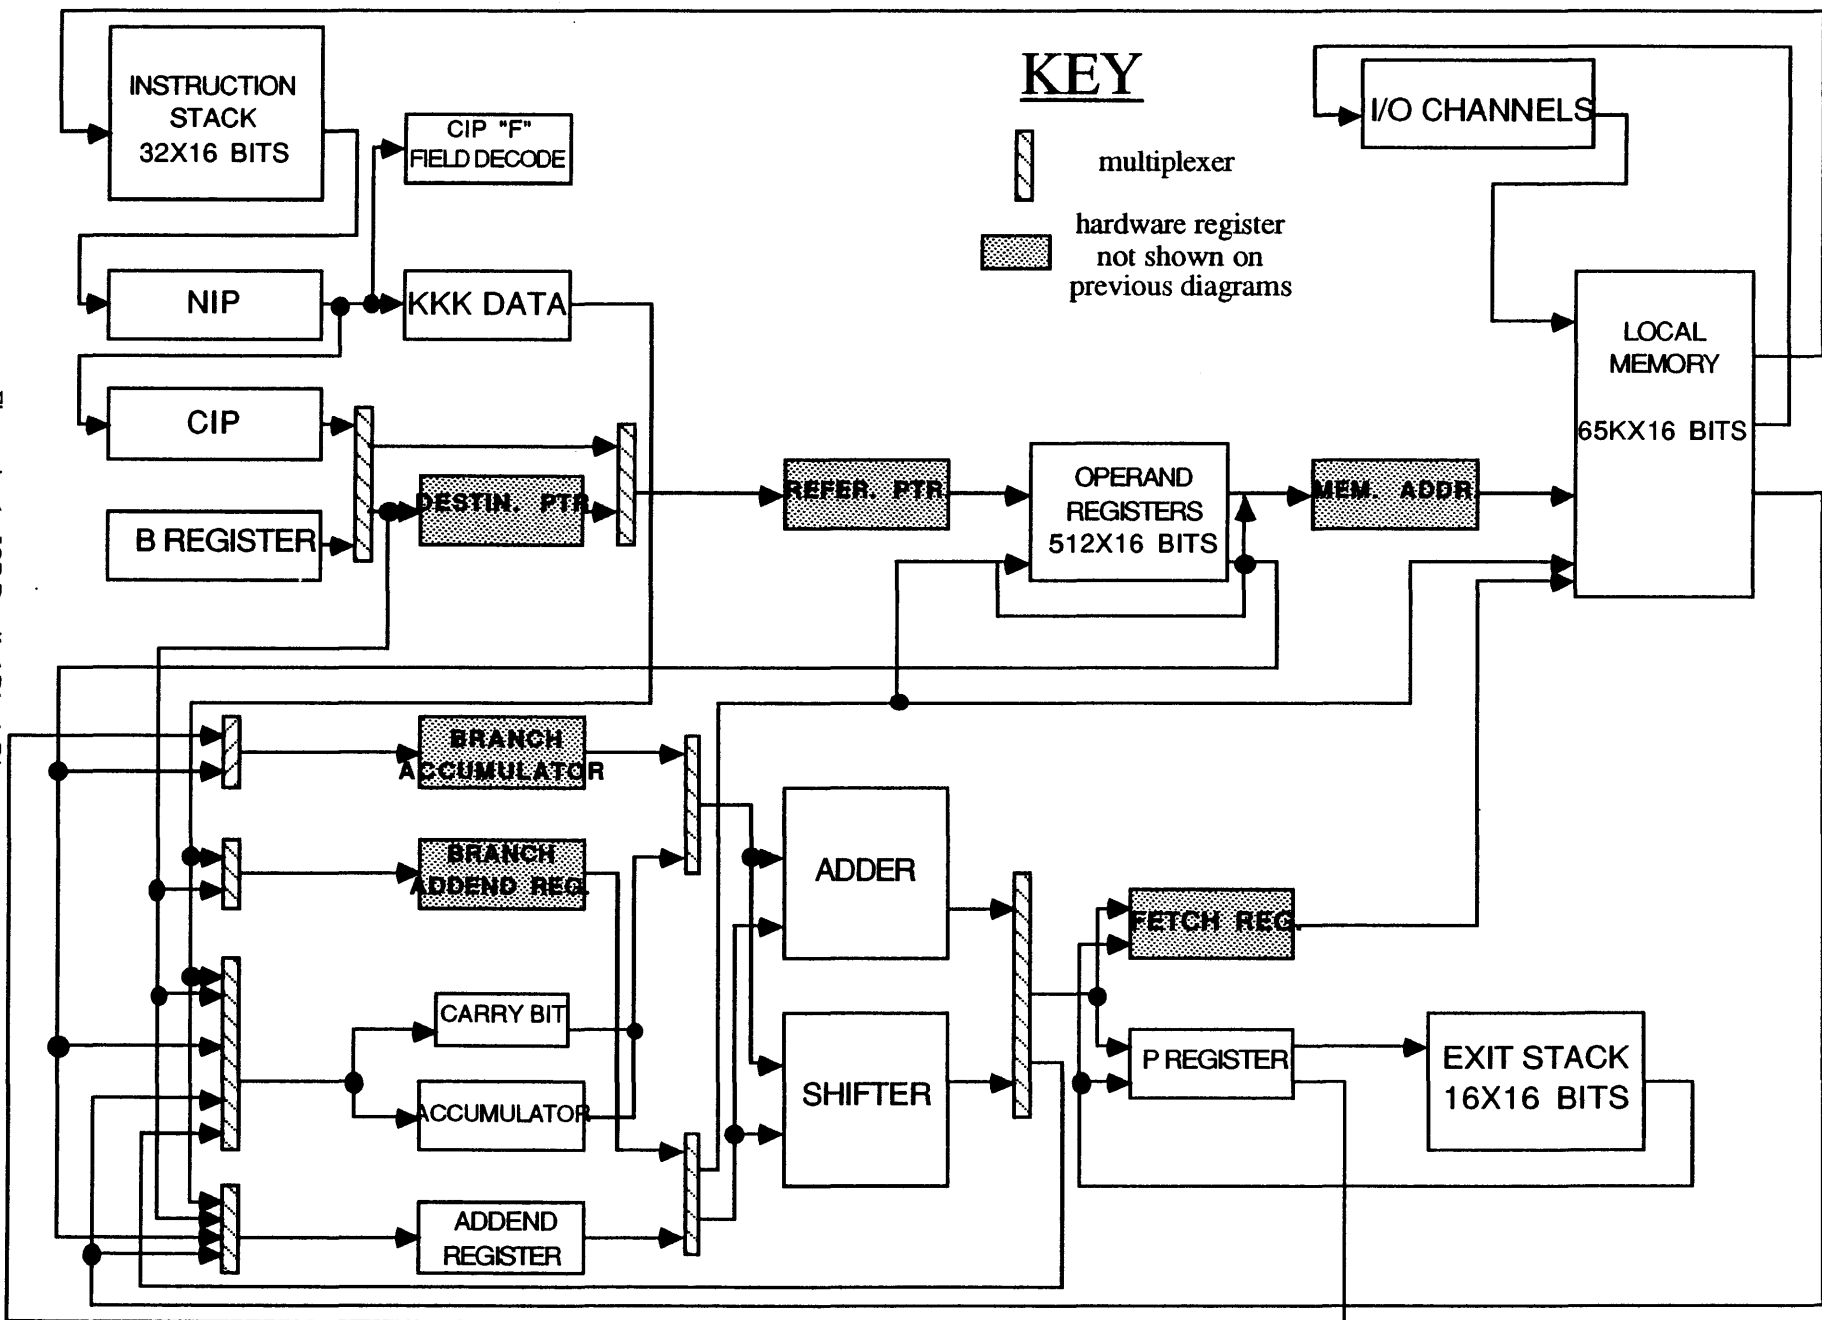 INSTRUCTION
STACK
32X16 BITS
CIP "F"
FIELD DECODE
KEY
multiplexer
hardware register
not shown on
previous diagrams
I/O CHANNELS
NIP
KKK DATA
LOCAL
MEMORY
65KX16 BITS
CIP
B REGISTER
DESTIN. PTR
REFER. PTR.
OPERAND
REGISTERS
512X16 BITS
MEM. ADDR.
BRANCH
ACCUMULATOR
BRANCH
ADDEND REG.
ADDER
FETCH REG.
CARRY BIT
ACCUMULATOR
SHIFTER
P REGISTER
EXIT STACK
16X16 BITS
ADDEND
REGISTER